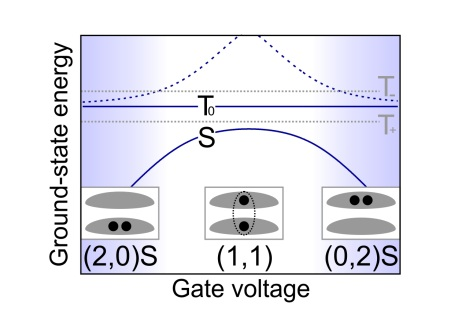 Ground-state energy
T₋
T₀
T₊
S
(2,0)S
(1,1)
(0,2)S
Gate voltage